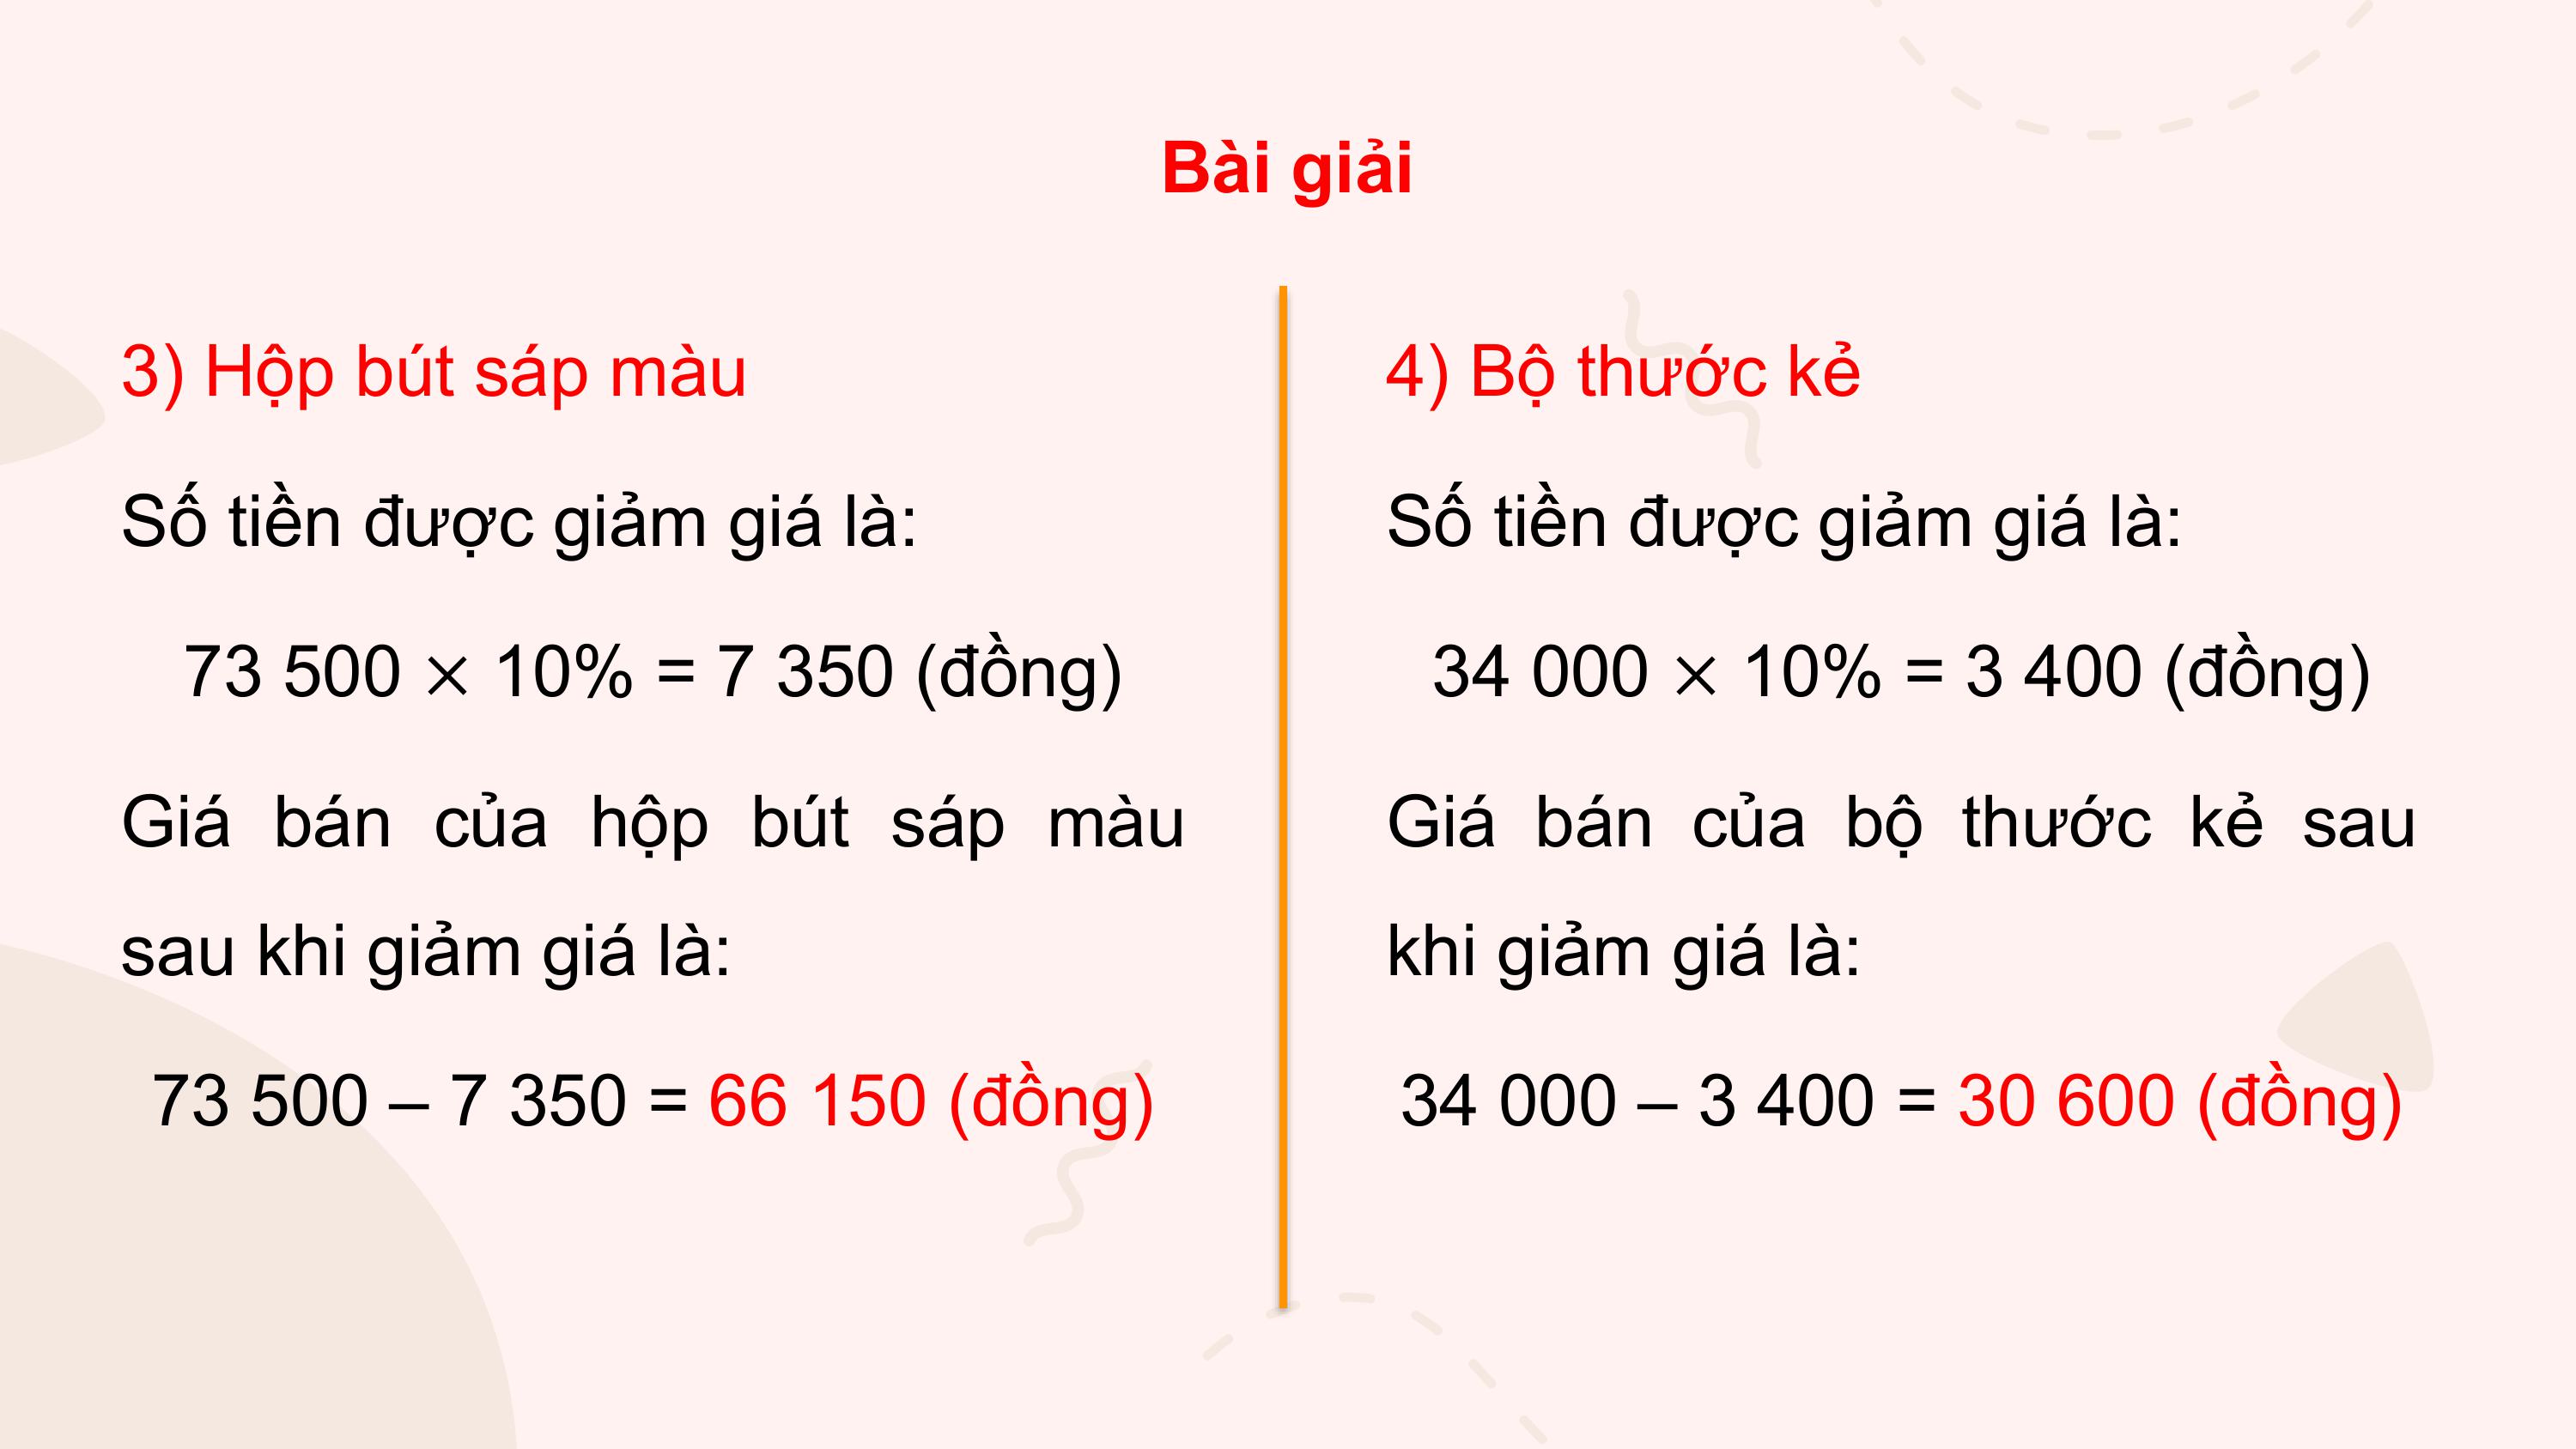 Bài giải
3) Hộp bút sáp màu
Số tiền được giảm giá là:
73 500 × 10% = 7 350 (đồng)
Giá bán của hộp bút sáp màu
sau khi giảm giá là:
73 500 – 7 350 = 66 150 (đồng)
4) Bộ thước kẻ
Số tiền được giảm giá là:
34 000 × 10% = 3 400 (đồng)
Giá bán của bộ thước kẻ sau
khi giảm giá là:
34 000 – 3 400 = 30 600 (đồng)